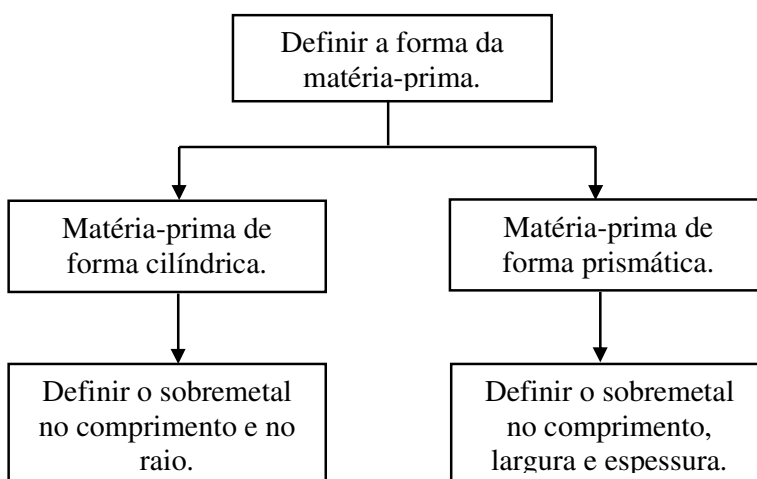 Definir a forma da
matéria-prima.
Matéria-prima de
forma cilíndrica.
Matéria-prima de
forma prismática.
Definir o sobremetal
no comprimento e no
raio.
Definir o sobremetal
no comprimento,
largura e espessura.